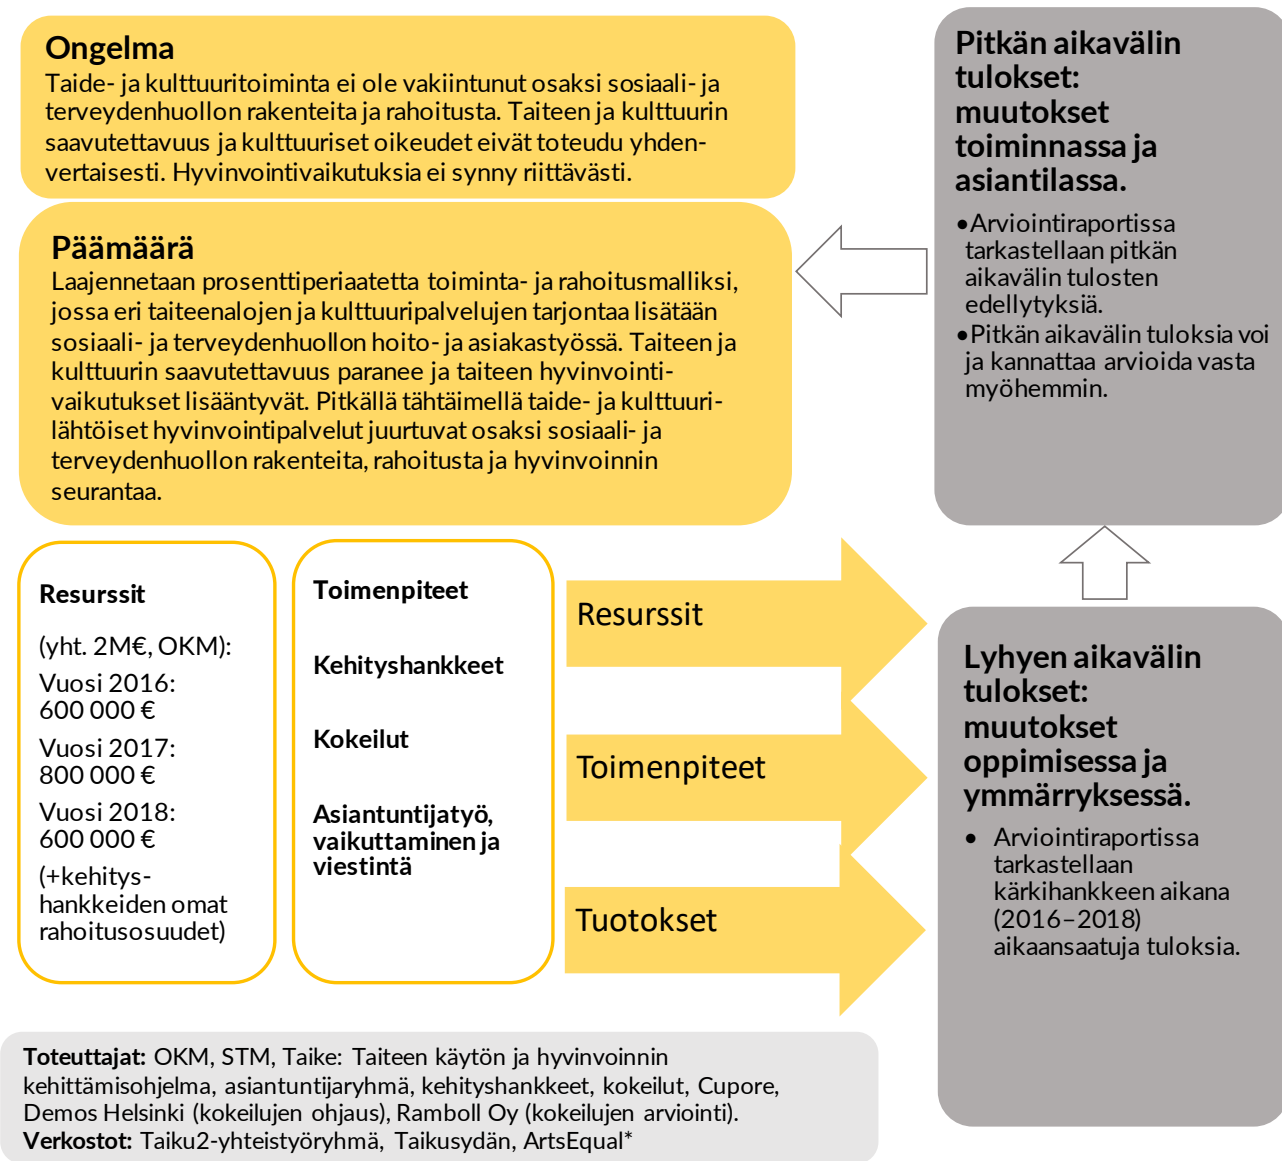 Ongelma
Taide- ja kulttuuritoiminta ei ole vakiintunut osaksi sosiaali- ja
terveydenhuollon rakenteita ja rahoitusta. Taiteen ja kulttuurin
saavutettavuus ja kulttuuriset oikeudet eivät toteudu yhden-
vertaisesti. Hyvinvointivaikutuksia ei synny riittävästi.
Päämäärä
Laajennetaan prosenttiperiaatetta toiminta- ja rahoitusmalliksi,
jossa eri taiteenalojen ja kulttuuripalvelujen tarjontaa lisätään
sosiaali- ja terveydenhuollon hoito- ja asiakastyössä. Taiteen ja
kulttuurin saavutettavuus paranee ja taiteen hyvinvointi-
vaikutukset lisääntyvät. Pitkällä tähtäimellä taide- ja kulttuuri-
lähtöiset hyvinvointipalvelut juurtuvat osaksi sosiaali- ja
terveydenhuollon rakenteita, rahoitusta ja hyvinvoinnin
seurantaa.
Pitkän aikavälin
tulokset:
muutokset
toiminnassa ja
asiantilassa.
•Arviointiraportissa
tarkastellaan pitkän
aikavälin tulosten
edellytyksiä.
•Pitkän aikavälin tuloksia voi
ja kannattaa arvioida vasta
myöhemmin.
Resurssit
(yht. 2M€, OKM):
Vuosi 2016:
600 000 €
Vuosi 2017:
800 000 €
Vuosi 2018:
600 000 €
(+kehitys-
hankkeiden omat
rahoitusosuudet)
Toimenpiteet
Kehityshankkeet
Kokeilut
Asiantuntijatyö,
vaikuttaminen ja
viestintä
Resurssit
Toimenpiteet
Tuotokset
Lyhyen aikavälin
tulokset:
muutokset
oppimisessa ja
ymmärryksessä.
• Arviointiraportissa
tarkastellaan
kärkihankkeen aikana
(2016–2018)
aikaansaatuja tuloksia.
Toteuttajat: OKM, STM, Taike: Taiteen käytön ja hyvinvoinnin
kehittämisohjelma, asiantuntijaryhmä, kehityshankkeet, kokeilut, Cupore,
Demos Helsinki (kokeilujen ohjaus), Ramboll Oy (kokeilujen arviointi).
Verkostot: Taiku2-yhteistyöryhmä, Taikusydän, ArtsEqual*